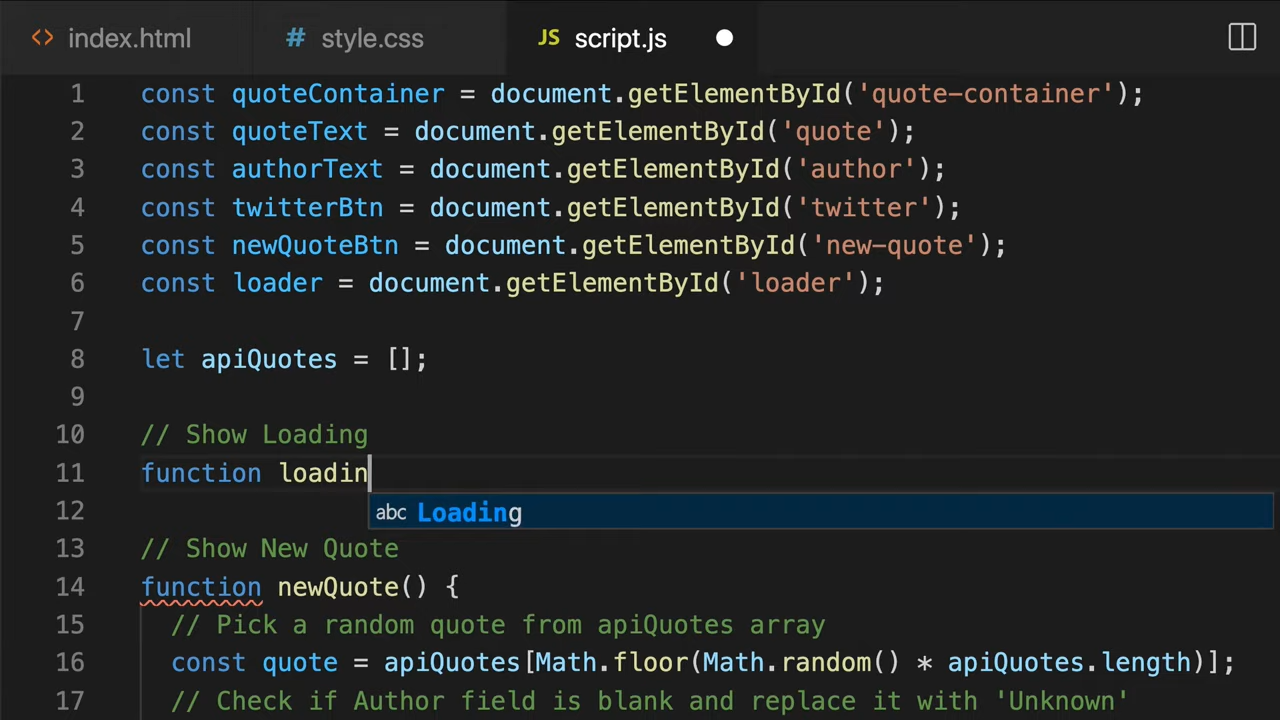 <> index.html # style.css JS script.js
1 const quoteContainer = document.getElementById('quote-container');
2 const quoteText = document.getElementById('quote');
3 const authorText = document.getElementById('author');
4 const twitterBtn = document.getElementById('twitter');
5 const newQuoteBtn = document.getElementById('new-quote');
6 const loader = document.getElementById('loader');
7
8 let apiQuotes = [];
9
10 // Show Loading
11 function loadin
abc Loading
12
13 // Show New Quote
14 function newQuote() {
15 // Pick a random quote from apiQuotes array
16 const quote = apiQuotes[Math.floor(Math.random() * apiQuotes.length)];
17 // Check if Author field is blank and replace it with 'Unknown'